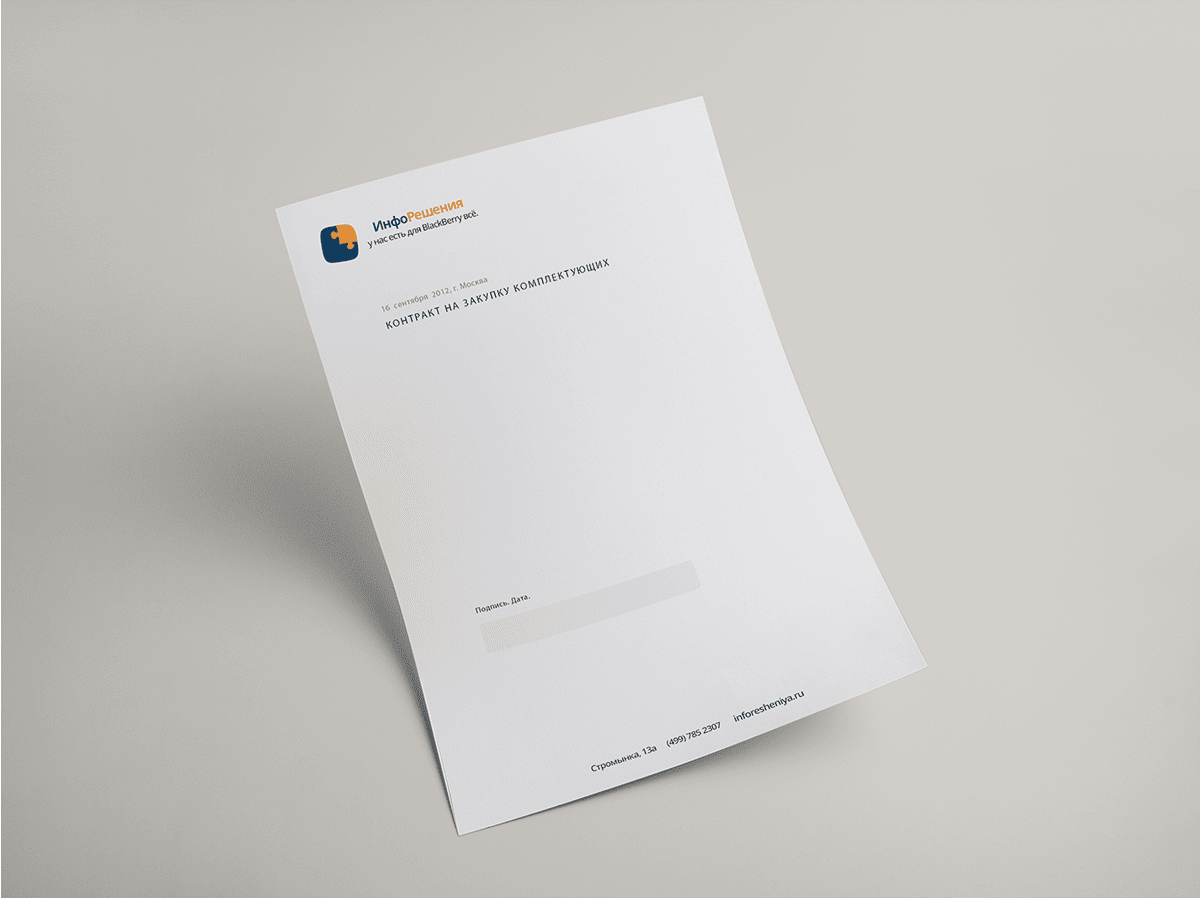 ИнфоРешения
у нас есть для BlackBerry всё.
16 сентября 2012, г. Москва
КОНТРАКТ НА ЗАКУПКУ КОМПЛЕКТУЮЩИХ
Подпись. Дата.
Стромынка, 13а (499) 785 2307 inforesheniya.ru